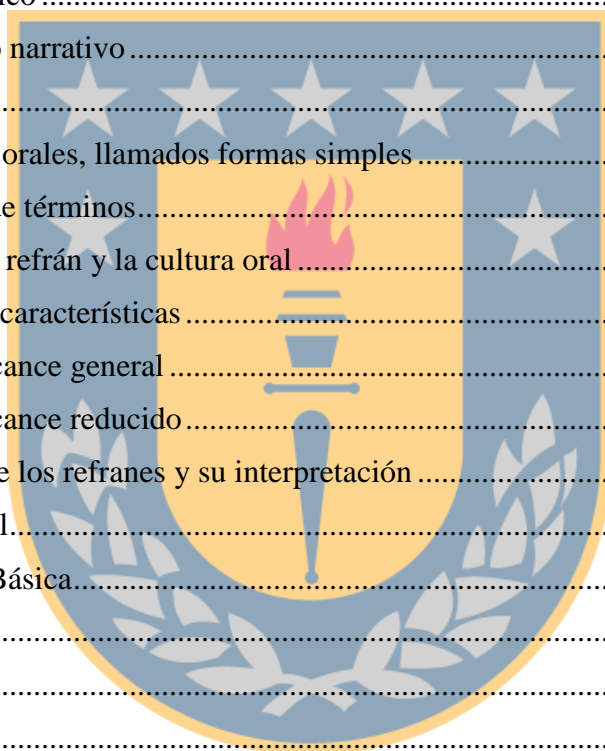 ico ..........................................................................
o narrativo ..................................................................
..............................................................................
orales, llamados formas simples ..............................
e términos ..................................................................
refrán y la cultura oral ..........................................
características ..........................................................
cance general ............................................................
cance reducido ..........................................................
e los refranes y su interpretación ............................
l ..............................................................................
Básica ........................................................................
..............................................................................
..............................................................................
..............................................................................